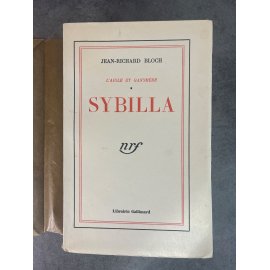 JEAN-RICHARD BLOCH
L'AIGLE ET GANYMÈDE
SYBILLA
nrf
Librairie Gallimard